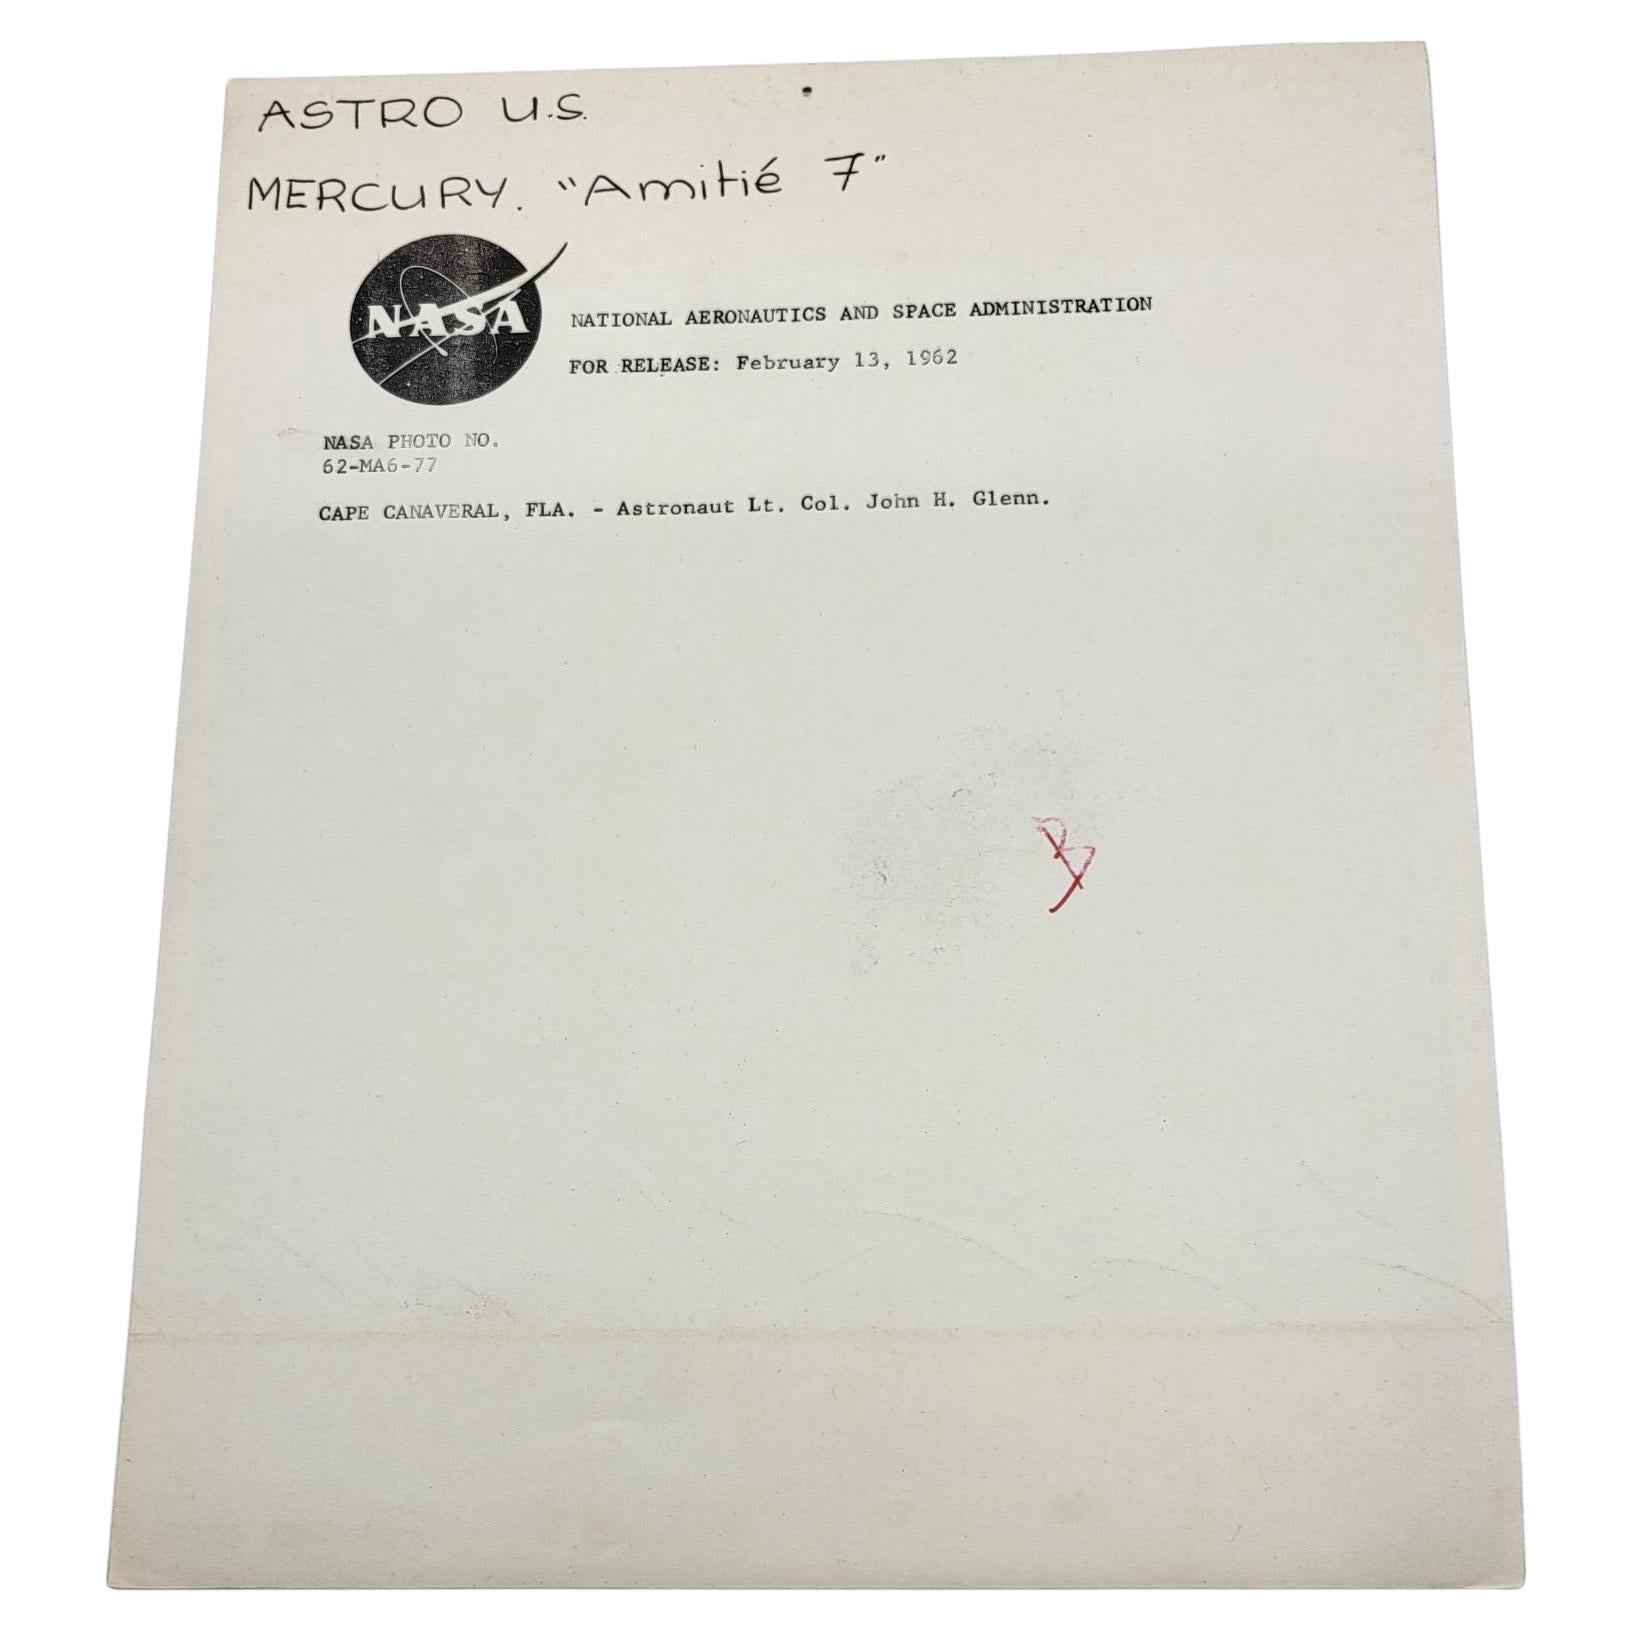 ASTRO U.S.
MERCURY. "Amitié 7"
NASA
NATIONAL AERONAUTICS AND SPACE ADMINISTRATION
FOR RELEASE: February 13, 1962
NASA PHOTO NO.
62-MA6-77
CAPE CANAVERAL, FLA. - Astronaut Lt. Col. John H. Glenn.